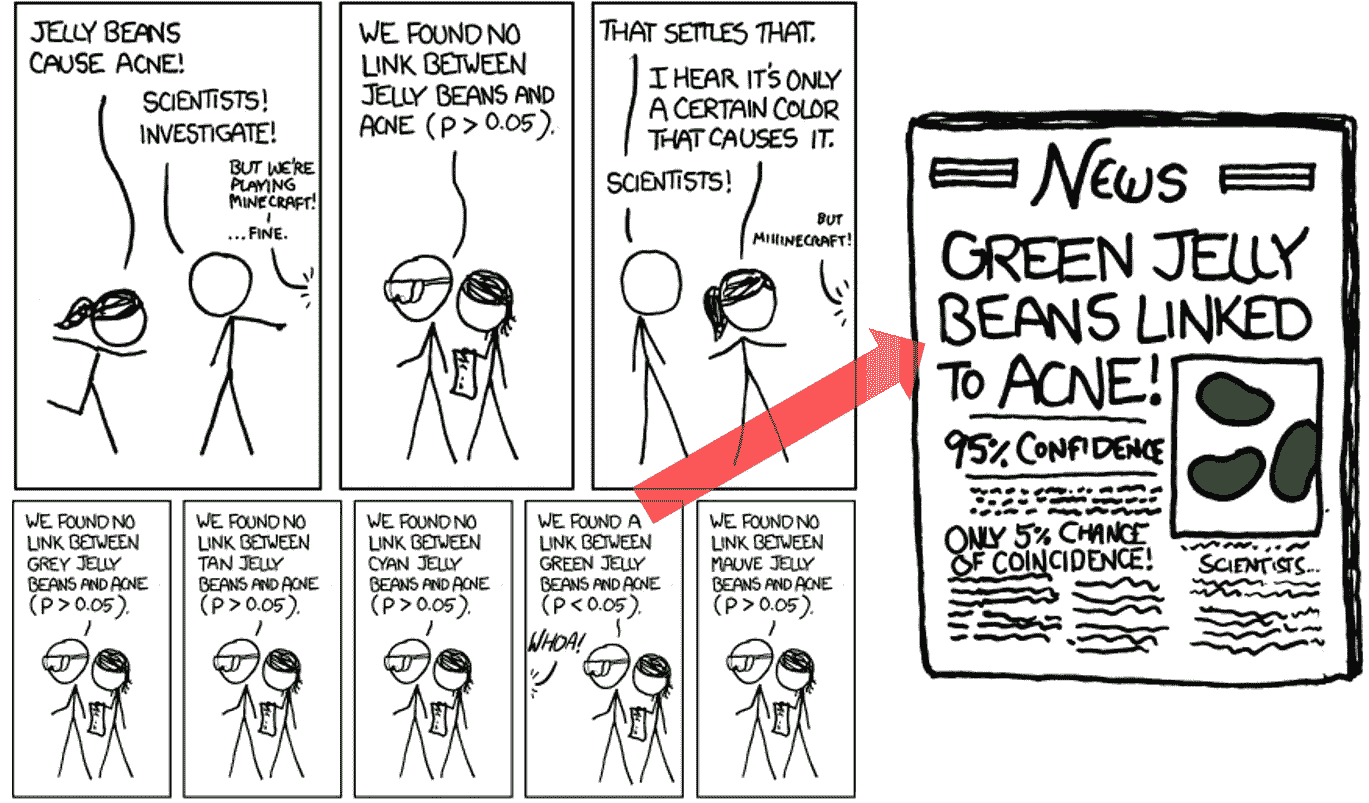 JELLY BEANS
CAUSE ACNE!
SCIENTISTS!
INVESTIGATE!
BUT WE'RE
PLAYING
MINECRAFT!
...FINE.
WE FOUND NO
LINK BETWEEN
JELLY BEANS AND
ACNE (P > 0.05).
THAT SETTLES THAT.
I HEAR IT'S ONLY
A CERTAIN COLOR
THAT CAUSES IT.
SCIENTISTS!
BUT
MIIIINECRAFT!
WE FOUND NO
LINK BETWEEN
GREY JELLY
BEANS AND ACNE
(P > 0.05).
WE FOUND NO
LINK BETWEEN
TAN JELLY
BEANS AND ACNE
(P > 0.05).
WE FOUND NO
LINK BETWEEN
CYAN JELLY
BEANS AND ACNE
(P > 0.05).
WE FOUND A
LINK BETWEEN
GREEN JELLY
BEANS AND ACNE
(P < 0.05).
WHOA!
WE FOUND NO
LINK BETWEEN
MAUVE JELLY
BEANS AND ACNE
(P > 0.05).
NEWS
GREEN JELLY
BEANS LINKED
TO ACNE!
95% CONFIDENCE
ONLY 5% CHANCE
OF COINCIDENCE!
SCIENTISTS...